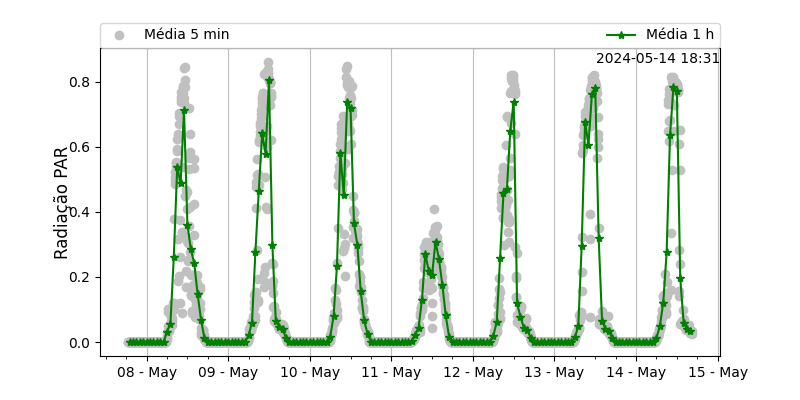 Média 5 min
Média 1 h
2024-05-14 18:31
Radiação PAR
0.8
0.6
0.4
0.2
0.0
08 - May
09 - May
10 - May
11 - May
12 - May
13 - May
14 - May
15 - May